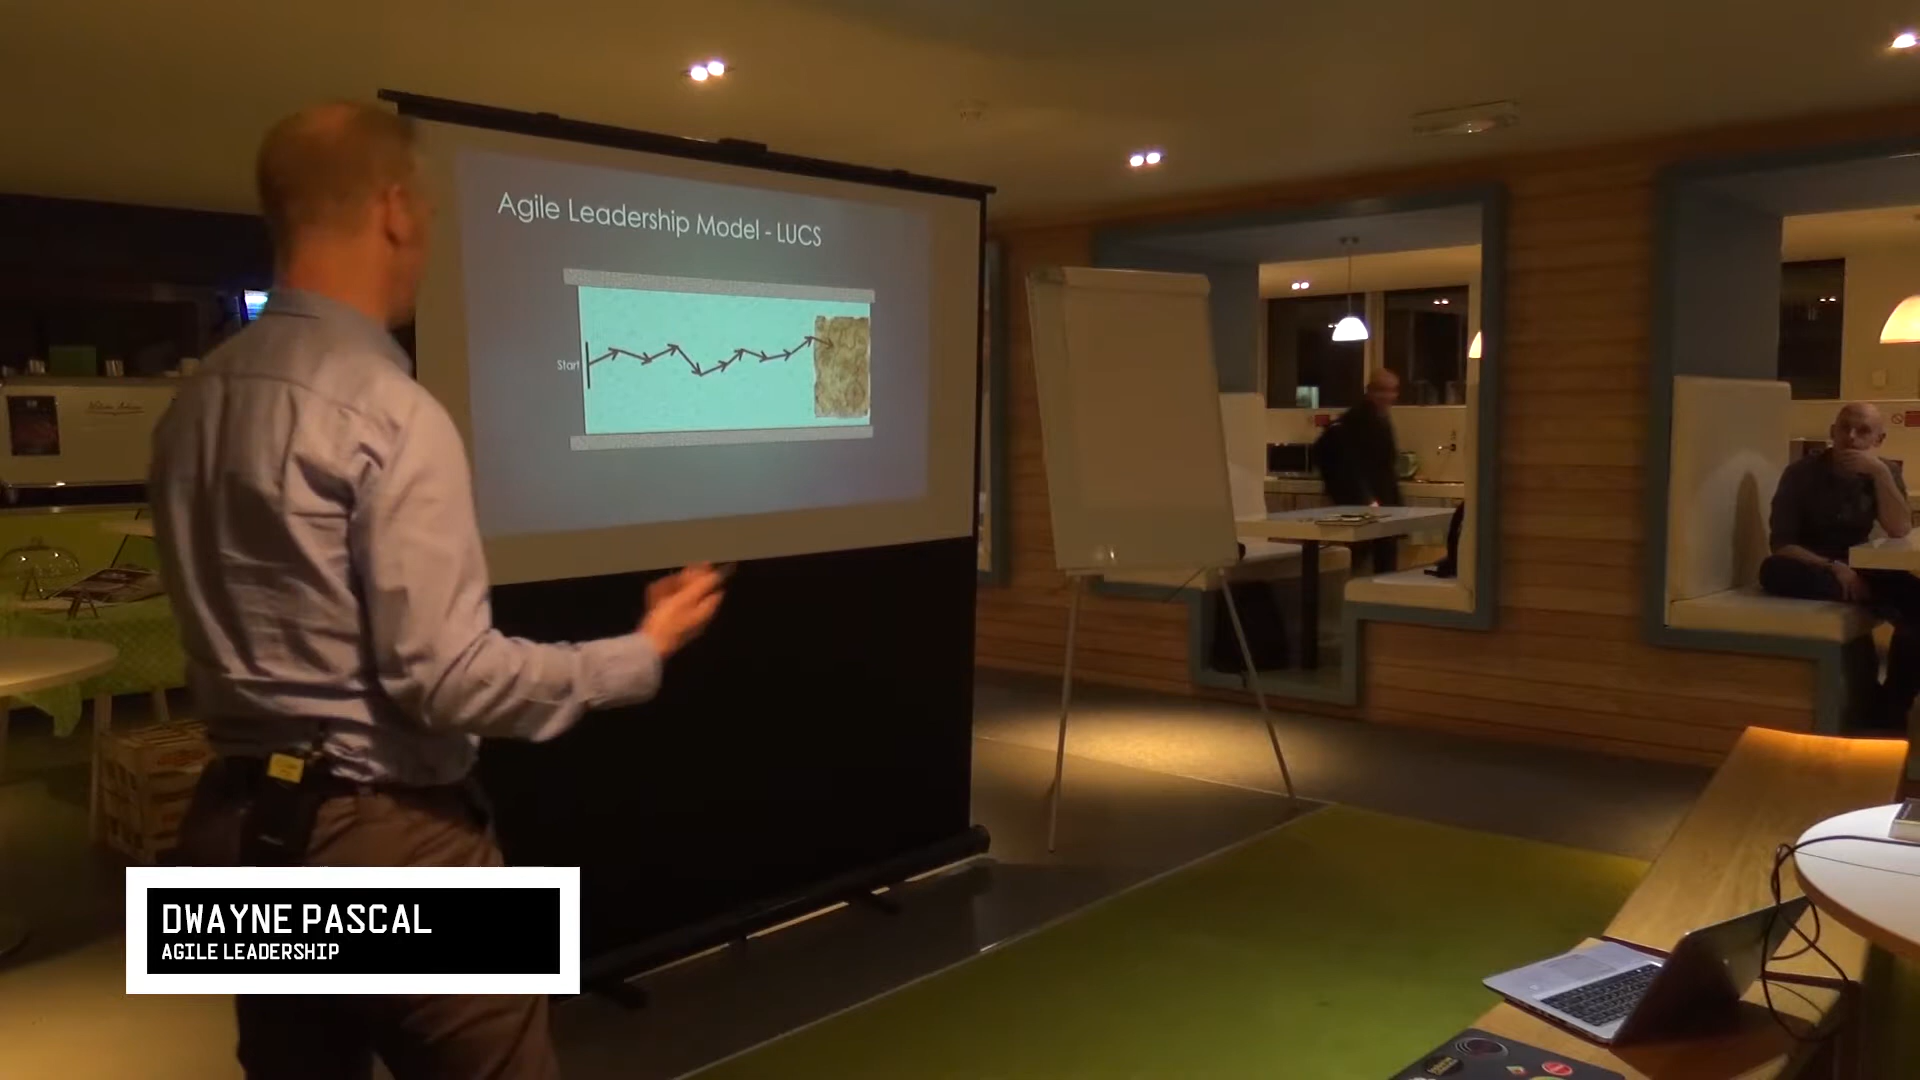 Agile Leadership Model - LUCS
Start
DWAYNE PASCAL
AGILE LEADERSHIP